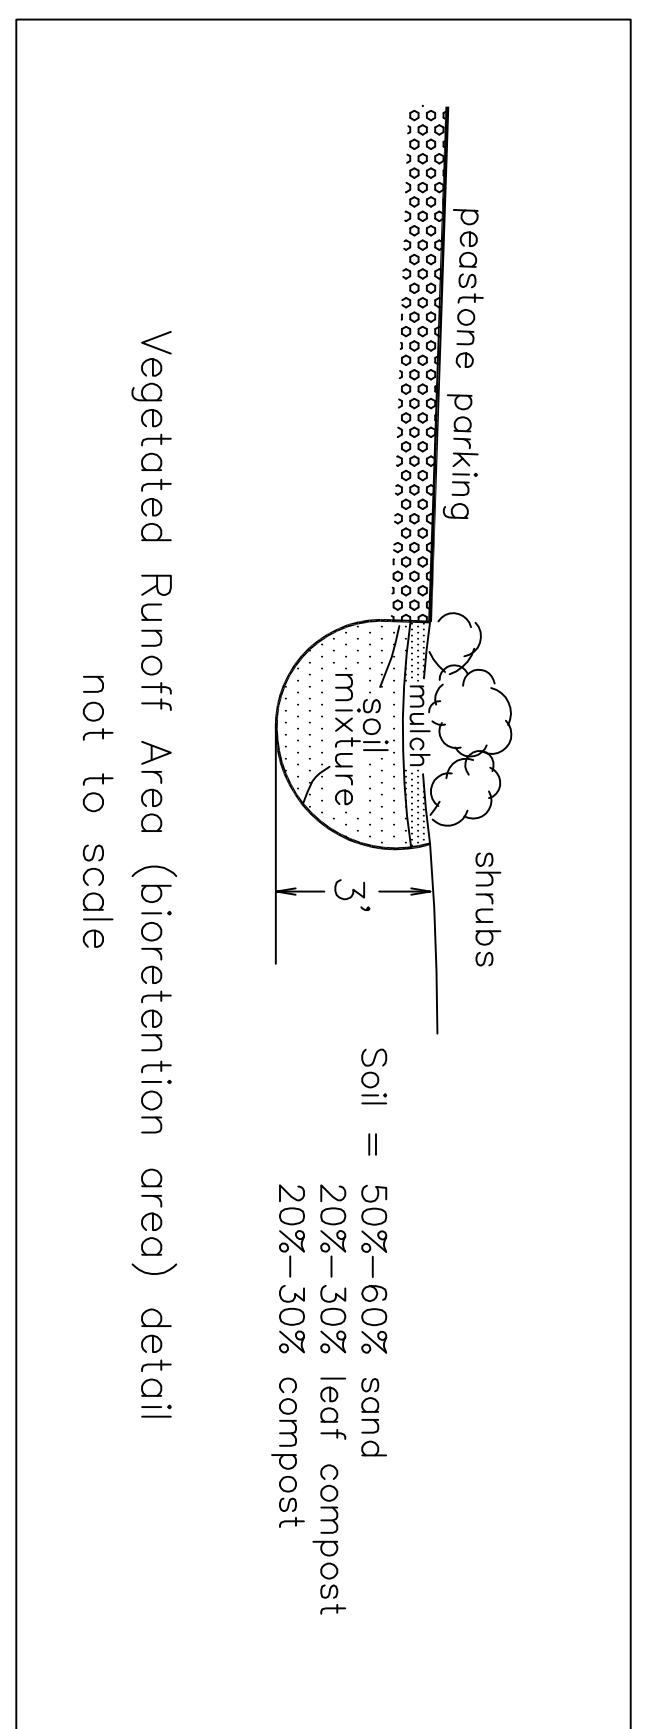 peastone parking
shrubs
mulch
soil
mixture
3'
Soil = 50%-60% sand
20%-30% leaf compost
20%-30% compost
Vegetated Runoff Area (bioretention area) detail
not to scale